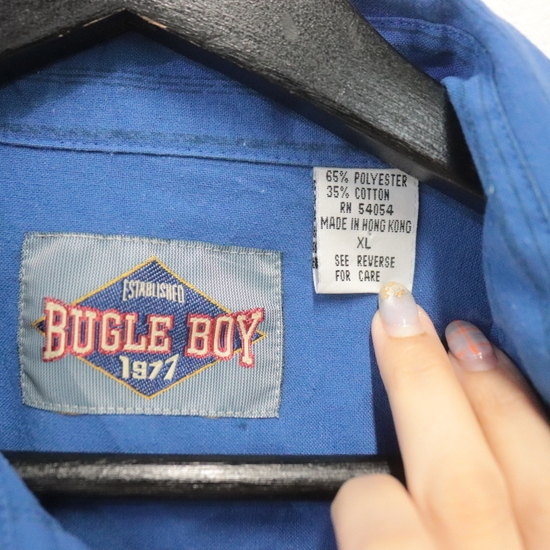 65% POLYESTER
35% COTTON
RN 54054
MADE IN HONG KONG
XL
SEE REVERSE
FOR CARE
ESTABLISHED
BUGLE BOY
1977